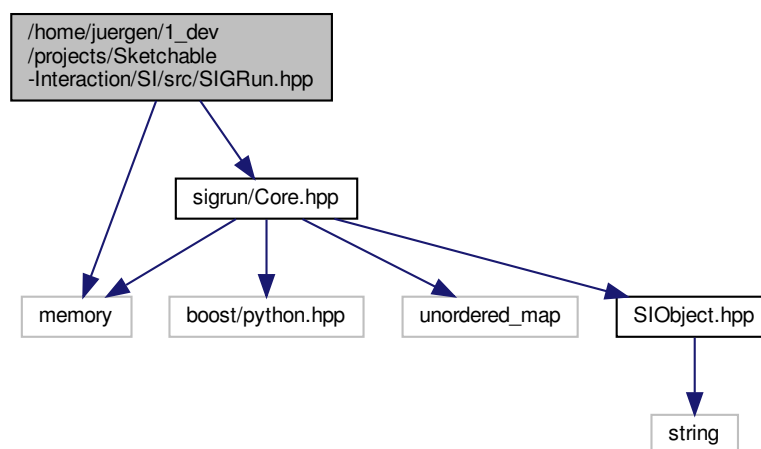 /home/juergen/1_dev
/projects/Sketchable
-Interaction/SI/src/SIGRun.hpp
sigrun/Core.hpp
memory
boost/python.hpp
unordered_map
SIObject.hpp
string